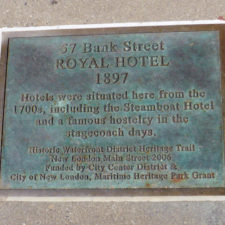 57 Bank Street
ROYAL HOTEL
1897
Hotels were situated here from the
1700s, including the Steamboat Hotel
and a famous hostelry in the
stagecoach days.
Historic Waterfront District Heritage Trail
New London Main Street 2006
Funded by City Center District &
City of New London, Maritime Heritage Park Grant